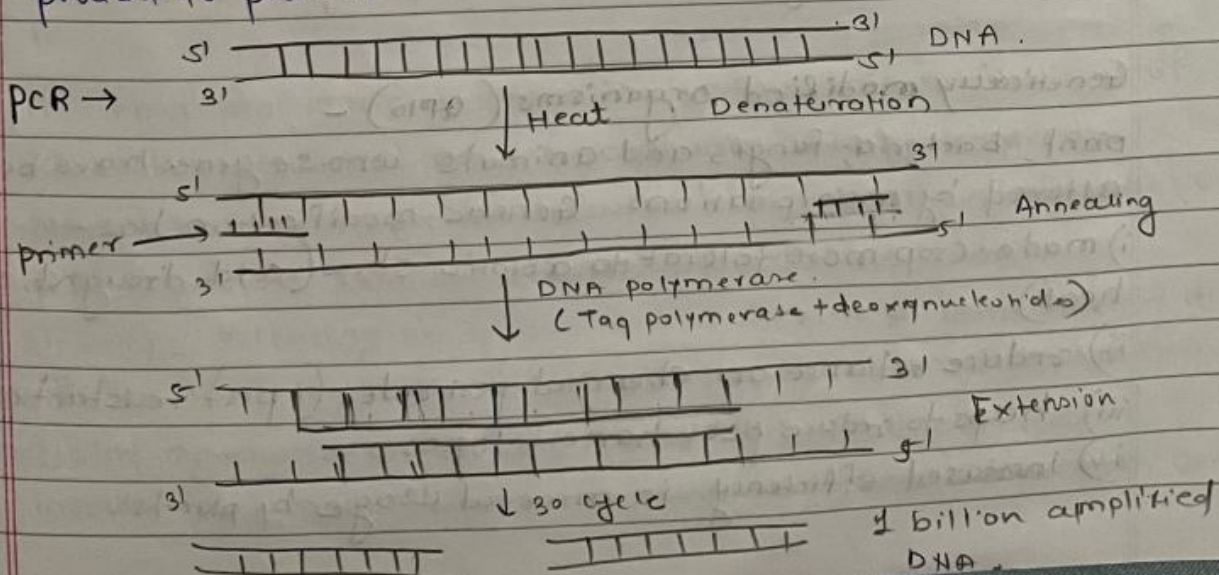 5' 3' DNA.
PCR → 3' 5'
Heat Denaturation
5' 3'
primer → 5' Annealing
3'
DNA polymerase.
(Taq polymerase + deoxynucleotides)
5' 3'
Extension
5'
3' ↓ 30 cycle
1 billion amplified
DNA.